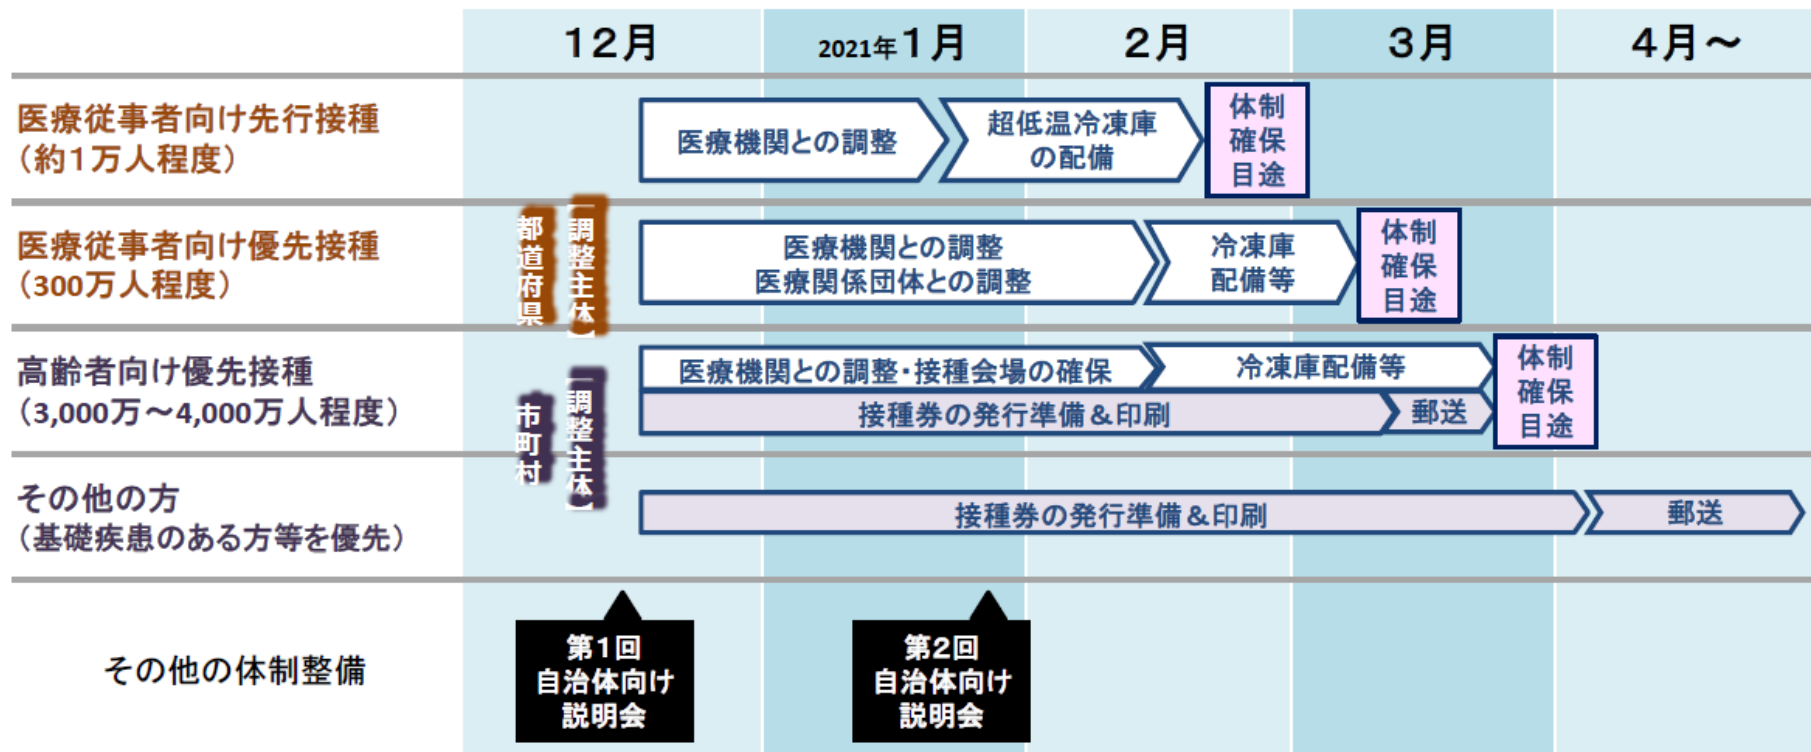 12月
2021年1月
2月
3月
4月～
医療従事者向け先行接種
（約１万人程度）
医療機関との調整
超低温冷凍庫
の配備
体制
確保
目途
医療従事者向け優先接種
（300万人程度）
【調整主体】
都道府県
医療機関との調整
医療関係団体との調整
冷凍庫
配備等
体制
確保
目途
高齢者向け優先接種
（3,000万～4,000万人程度）
【調整主体】
市町村
医療機関との調整・接種会場の確保
冷凍庫配備等
接種券の発行準備＆印刷
郵送
体制
確保
目途
その他の方
（基礎疾患のある方等を優先）
接種券の発行準備＆印刷
郵送
その他の体制整備
第１回
自治体向け
説明会
第２回
自治体向け
説明会